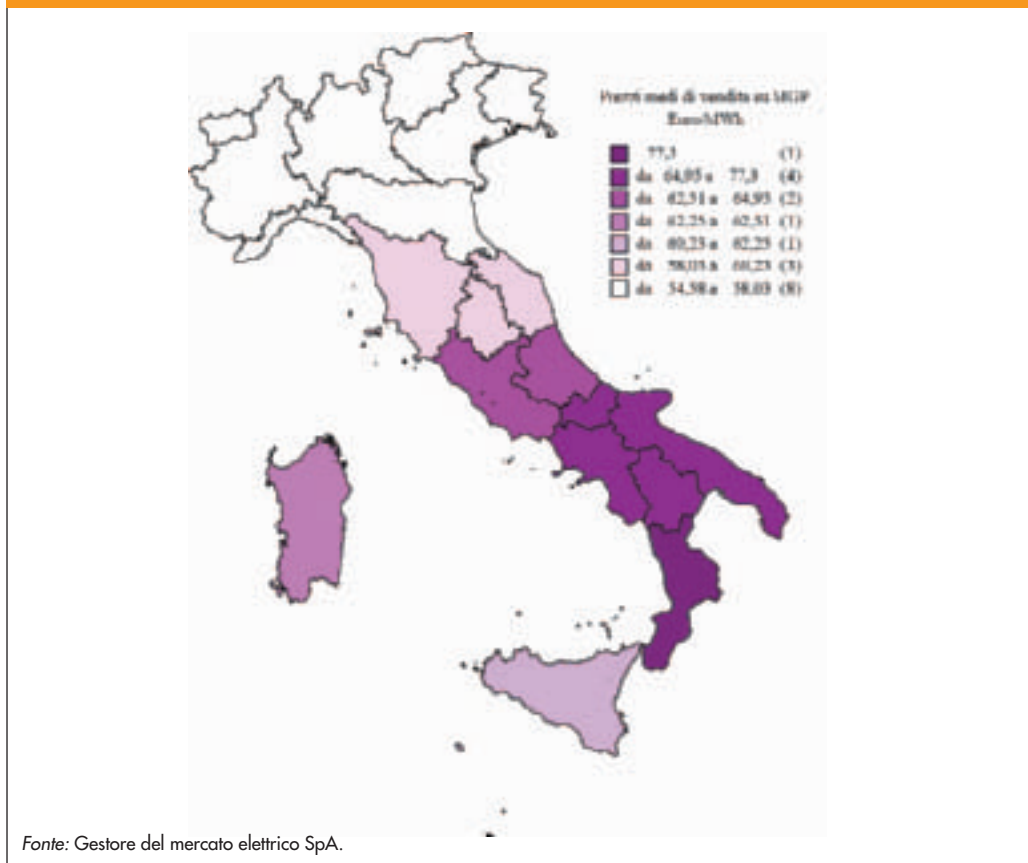 Prezzi medi di vendita su MGP
Euro/MWh
77,3 (1)
da 64,95 a 77,3 (4)
da 62,51 a 64,95 (2)
da 62,25 a 62,51 (1)
da 60,23 a 62,25 (1)
da 58,03 a 60,23 (3)
da 54,58 a 58,03 (8)
Fonte: Gestore del mercato elettrico SpA.